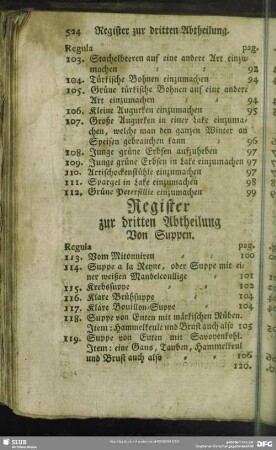 524 Register zur dritten Abtheilung.
Regula pag.
103. Stachelbeeren auf eine andere Art einzu-
machen 92
104. Türkische Bohnen einzumachen 94
105. Grüne türkische Bohnen auf eine andere
Art einzumachen 94
106. Kleine Augurken einzumachen 95
107. Große Augurken in einer Lake einzuma-
chen, welche man den ganzen Winter an
Speisen gebrauchen kann 96
108. Junge grüne Erbsen aufzuheben 97
109. Junge grüne Erbsen in Lake einzumachen 97
110. Artischockenstühle einzumachen 97
111. Spargel in Lake einzumachen 98
112. Grüne Petersilie einzumachen 99
Register
zur dritten Abtheilung
Von Suppen.
Regula pag.
113. Vom Mitonniren 100
114. Suppe a la Reyne, oder Suppe mit ei-
ner weißen Mandelcoulige 101
115. Krebssuppe 102
116. Klare Brühsuppe 104
117. Klare Bouillon-Suppe 104
118. Suppe von Enten mit märkischen Rüben.
Item: Hammelkeule und Brust auch also 105
119. Suppe von Enten mit Savoyenkohl.
Item: eine Gans, Tauben, Hammelkeul
und Brust auch also 106
120.
SLUB
DFG